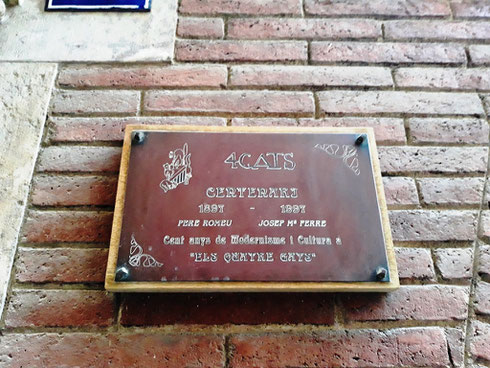 4CATS
CENTENARI
1897 - 1997
PERE ROMEU JOSEP Mª FERRE
Cent anys de Modernisme i Cultura a
"ELS QUATRE GATS"